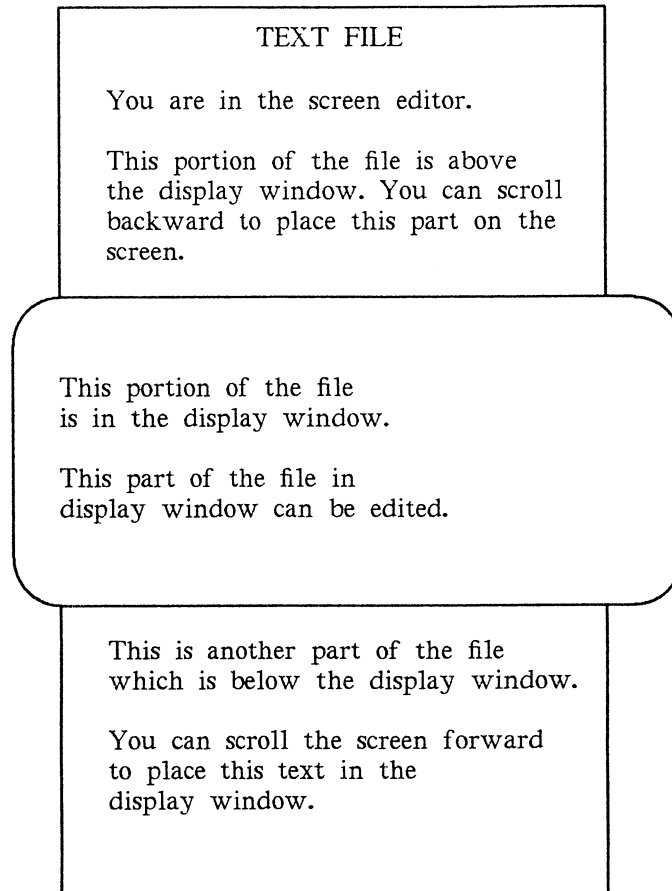 TEXT FILE
You are in the screen editor.
This portion of the file is above
the display window. You can scroll
backward to place this part on the
screen.
This portion of the file
is in the display window.
This part of the file in
display window can be edited.
This is another part of the file
which is below the display window.
You can scroll the screen forward
to place this text in the
display window.